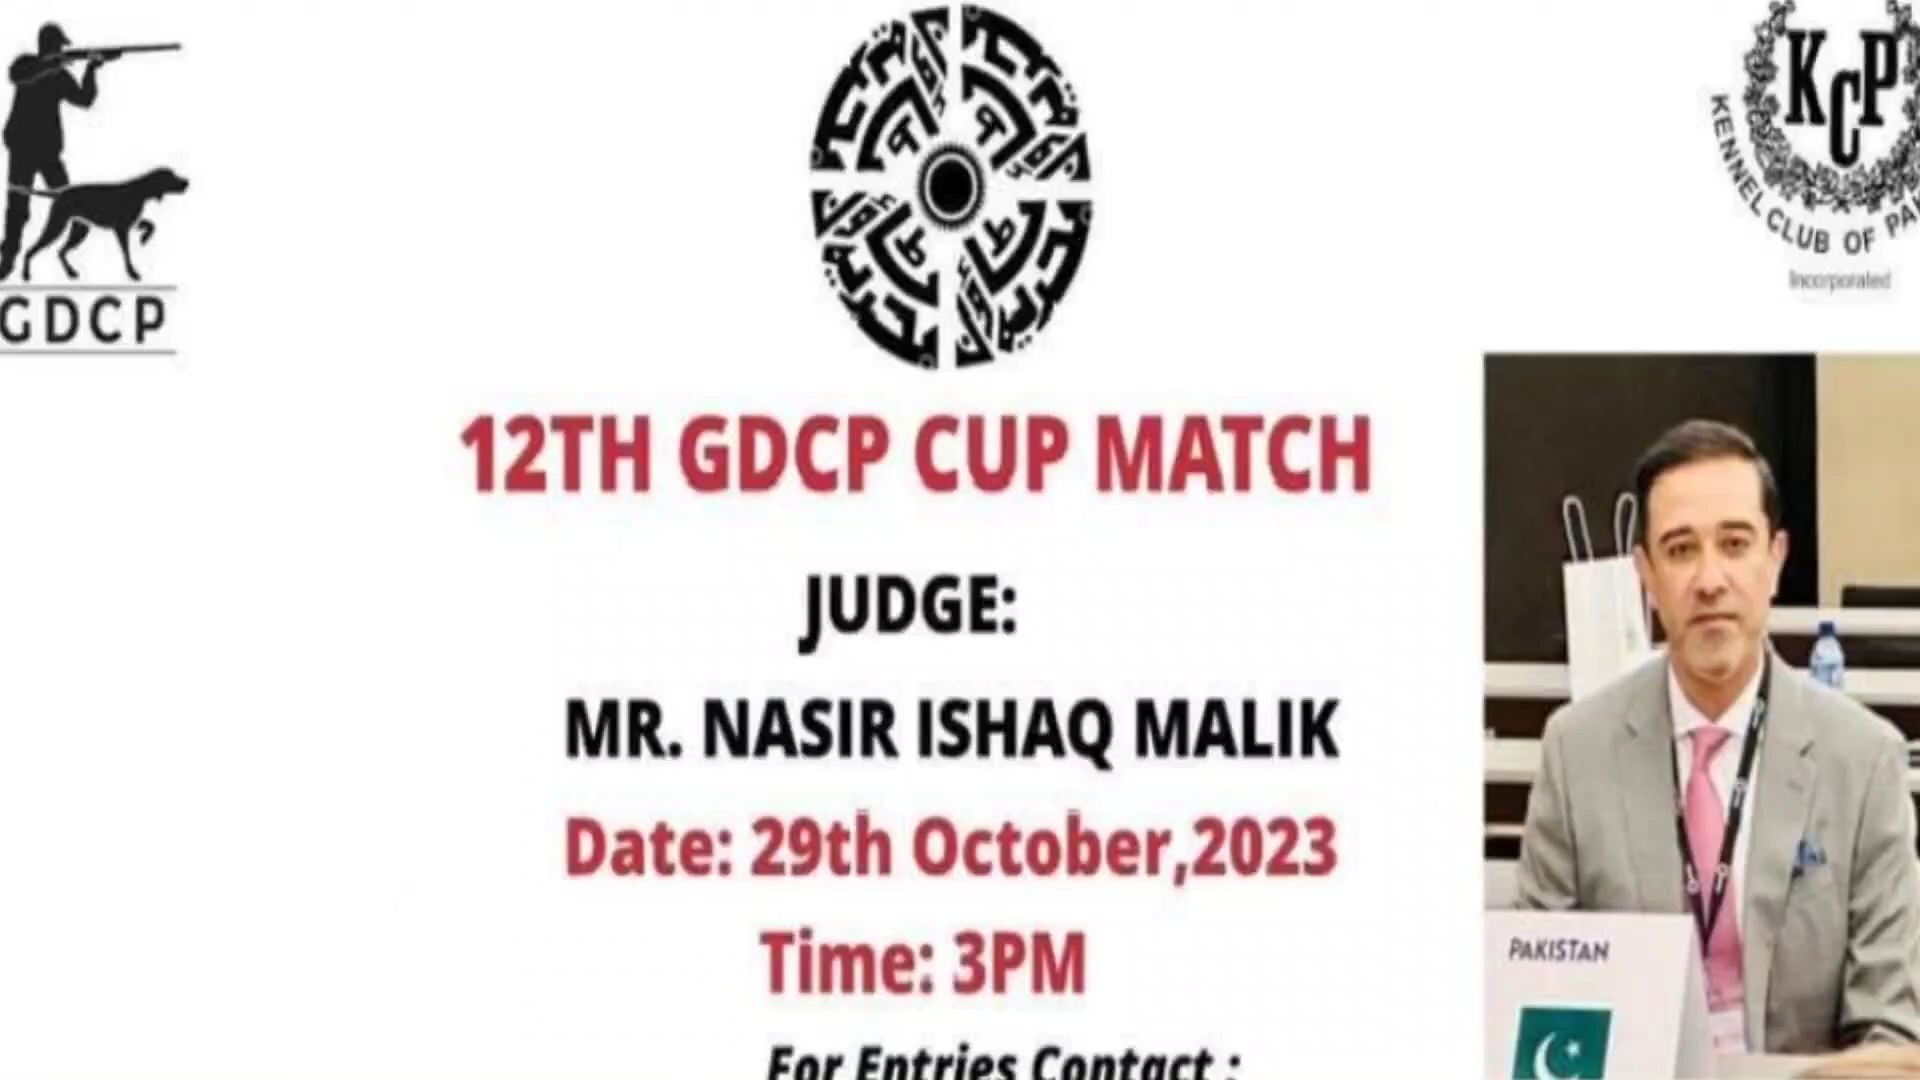 GDCP
KCP
KENNEL CLUB OF
Incorporated
12TH GDCP CUP MATCH
JUDGE:
MR. NASIR ISHAQ MALIK
Date: 29th October,2023
Time: 3PM
For Entries Contact :
PAKISTAN